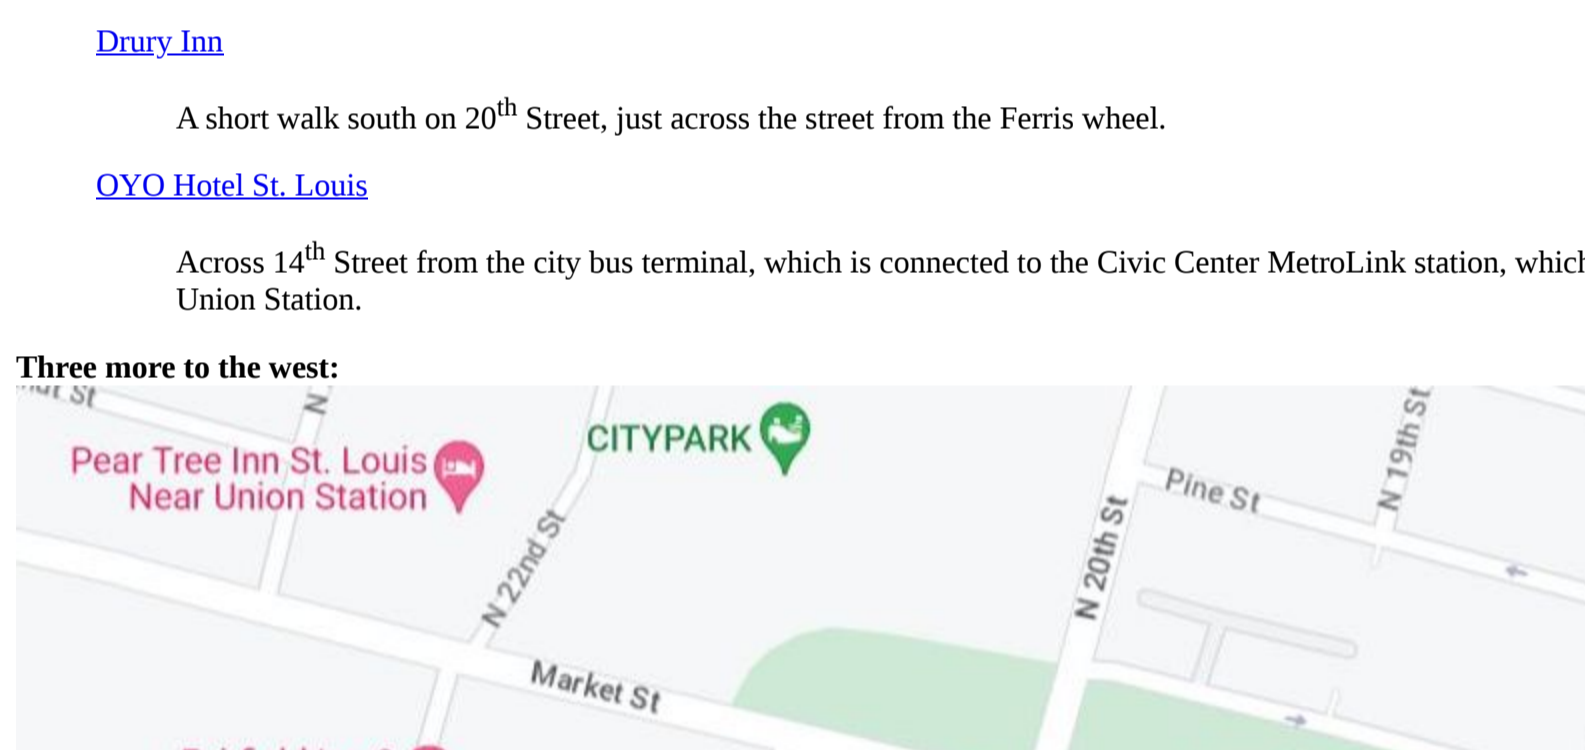 Drury Inn
A short walk south on 20th Street, just across the street from the Ferris wheel.
OYO Hotel St. Louis
Across 14th Street from the city bus terminal, which is connected to the Civic Center MetroLink station, which
Union Station.
Three more to the west:
St
N
CITYPARK
N 19th St
Pear Tree Inn St. Louis
Near Union Station
Pine St
N 20th St
N 22nd St
Market St